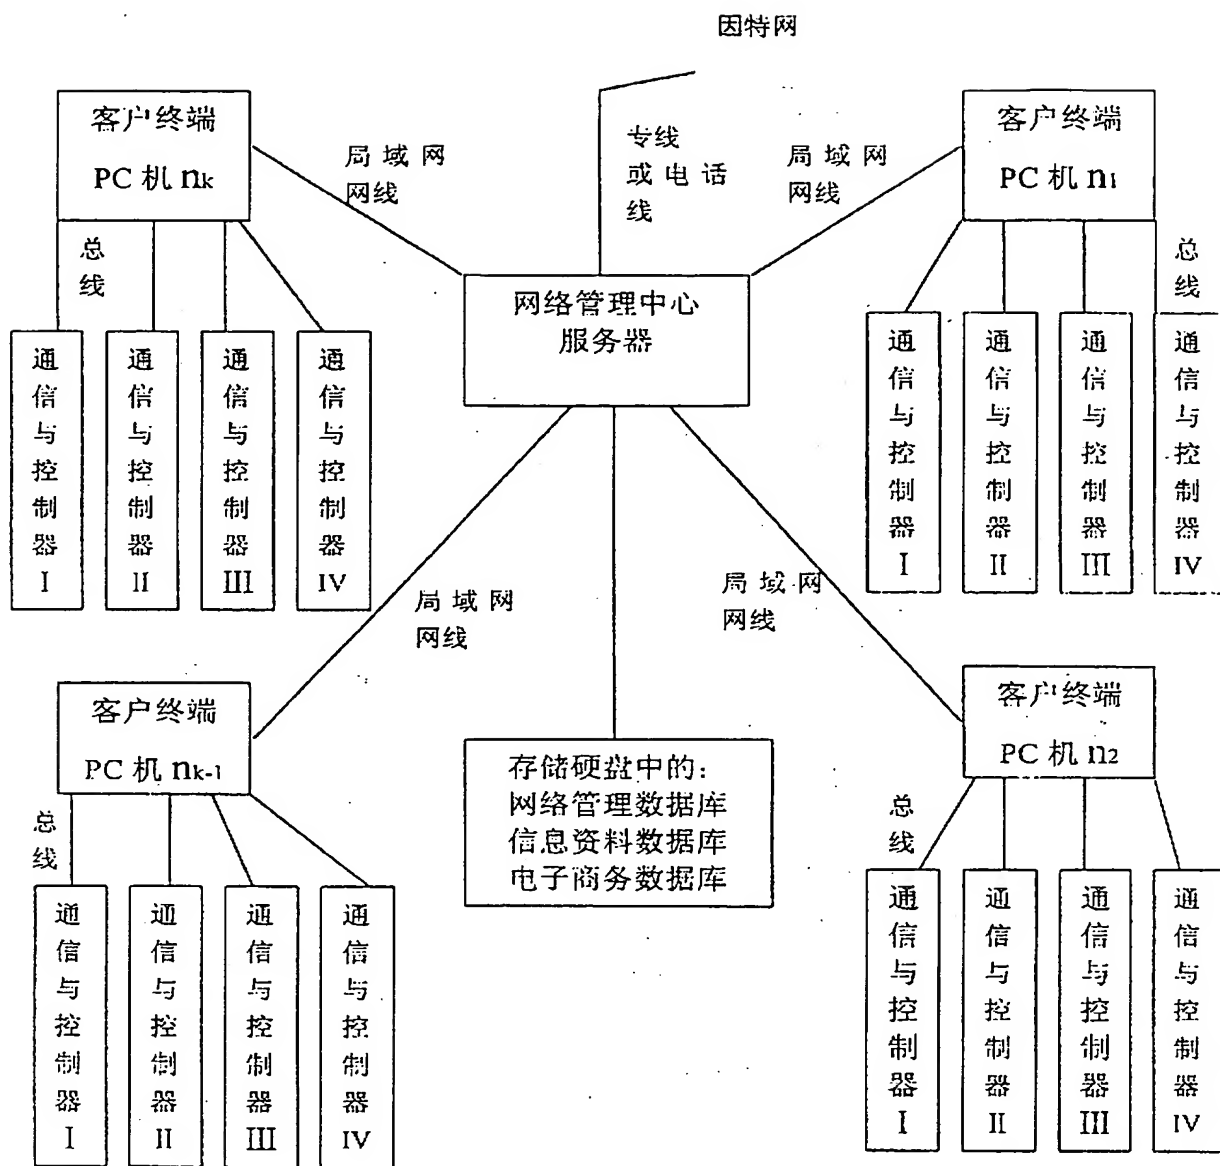 因特网
客户终端
PC 机 nk
局 域 网
网线
专线
或 电 话
线
局 域 网
网线
客户终端
PC 机 n1
总
线
总
线
网络管理中心
服务器
通信与控制器 I
通信与控制器 II
通信与控制器 III
通信与控制器 IV
通信与控制器 I
通信与控制器 II
通信与控制器 III
通信与控制器 IV
局 域 网
网线
局 域 网
网线
客户终端
PC 机 nk-1
存储硬盘中的：
网络管理数据库
信息资料数据库
电子商务数据库
客户终端
PC 机 n2
总
线
总
线
通信与控制器 I
通信与控制器 II
通信与控制器 III
通信与控制器 IV
通信与控制器 I
通信与控制器 II
通信与控制器 III
通信与控制器 IV